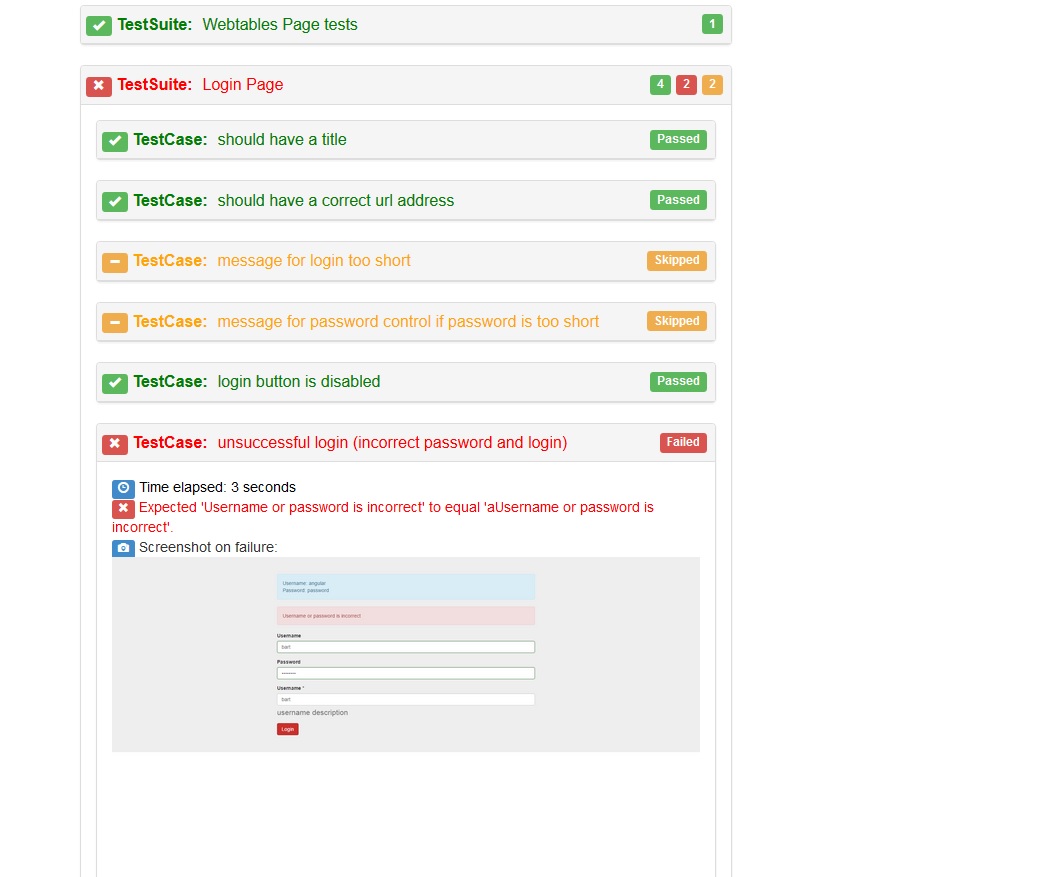 TestSuite: Webtables Page tests 1
TestSuite: Login Page 4 2 2
TestCase: should have a title Passed
TestCase: should have a correct url address Passed
TestCase: message for login too short Skipped
TestCase: message for password control if password is too short Skipped
TestCase: login button is disabled Passed
TestCase: unsuccessful login (incorrect password and login) Failed
Time elapsed: 3 seconds
Expected 'Username or password is incorrect' to equal 'aUsername or password is
incorrect'.
Screenshot on failure:
Username: angular
Password: password
Username or password is incorrect
Username
bart
Password
Username *
bart
username description
Login